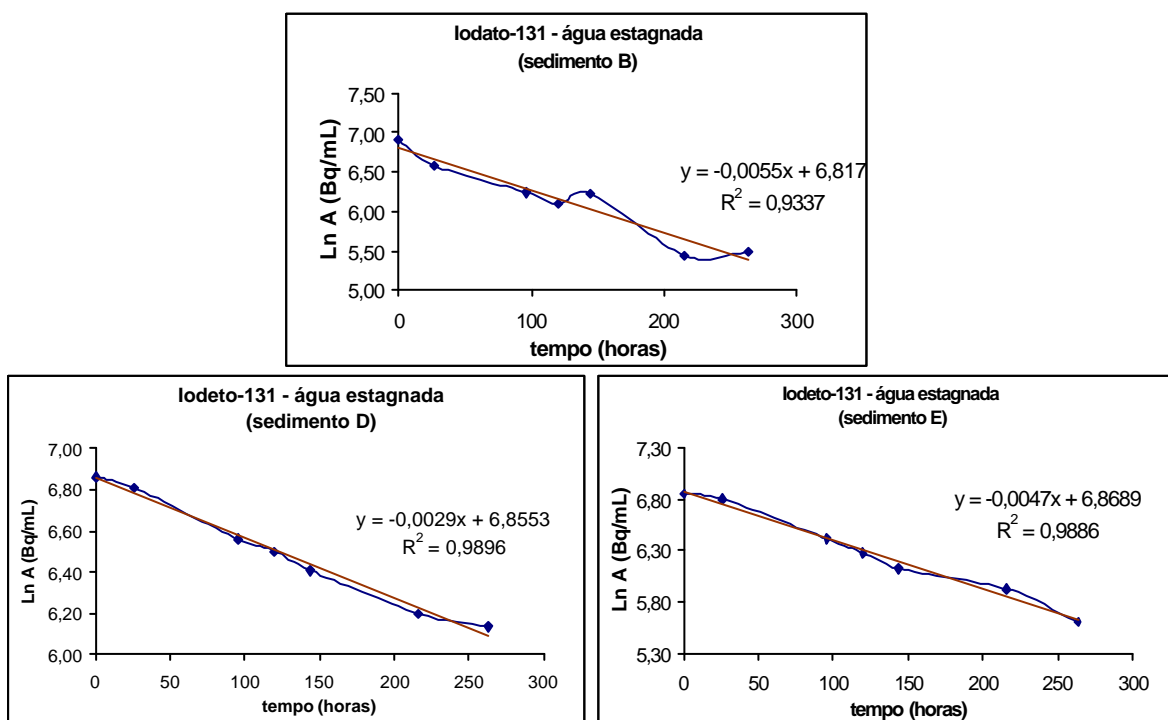 Iodato-131 - água estagnada
(sedimento B)
Ln A (Bq/mL)
7,50
7,00
6,50
6,00
5,50
5,00
y = -0,0055x + 6,817
R² = 0,9337
0 100 200 300
tempo (horas)
Iodeto-131 - água estagnada
(sedimento D)
Ln A (Bq/mL)
7,00
6,80
6,60
6,40
6,20
6,00
y = -0,0029x + 6,8553
R² = 0,9896
0 50 100 150 200 250 300
tempo (horas)
Iodeto-131 - água estagnada
(sedimento E)
Ln A (Bq/mL)
7,30
6,80
6,30
5,80
5,30
y = -0,0047x + 6,8689
R² = 0,9886
0 50 100 150 200 250 300
tempo (horas)